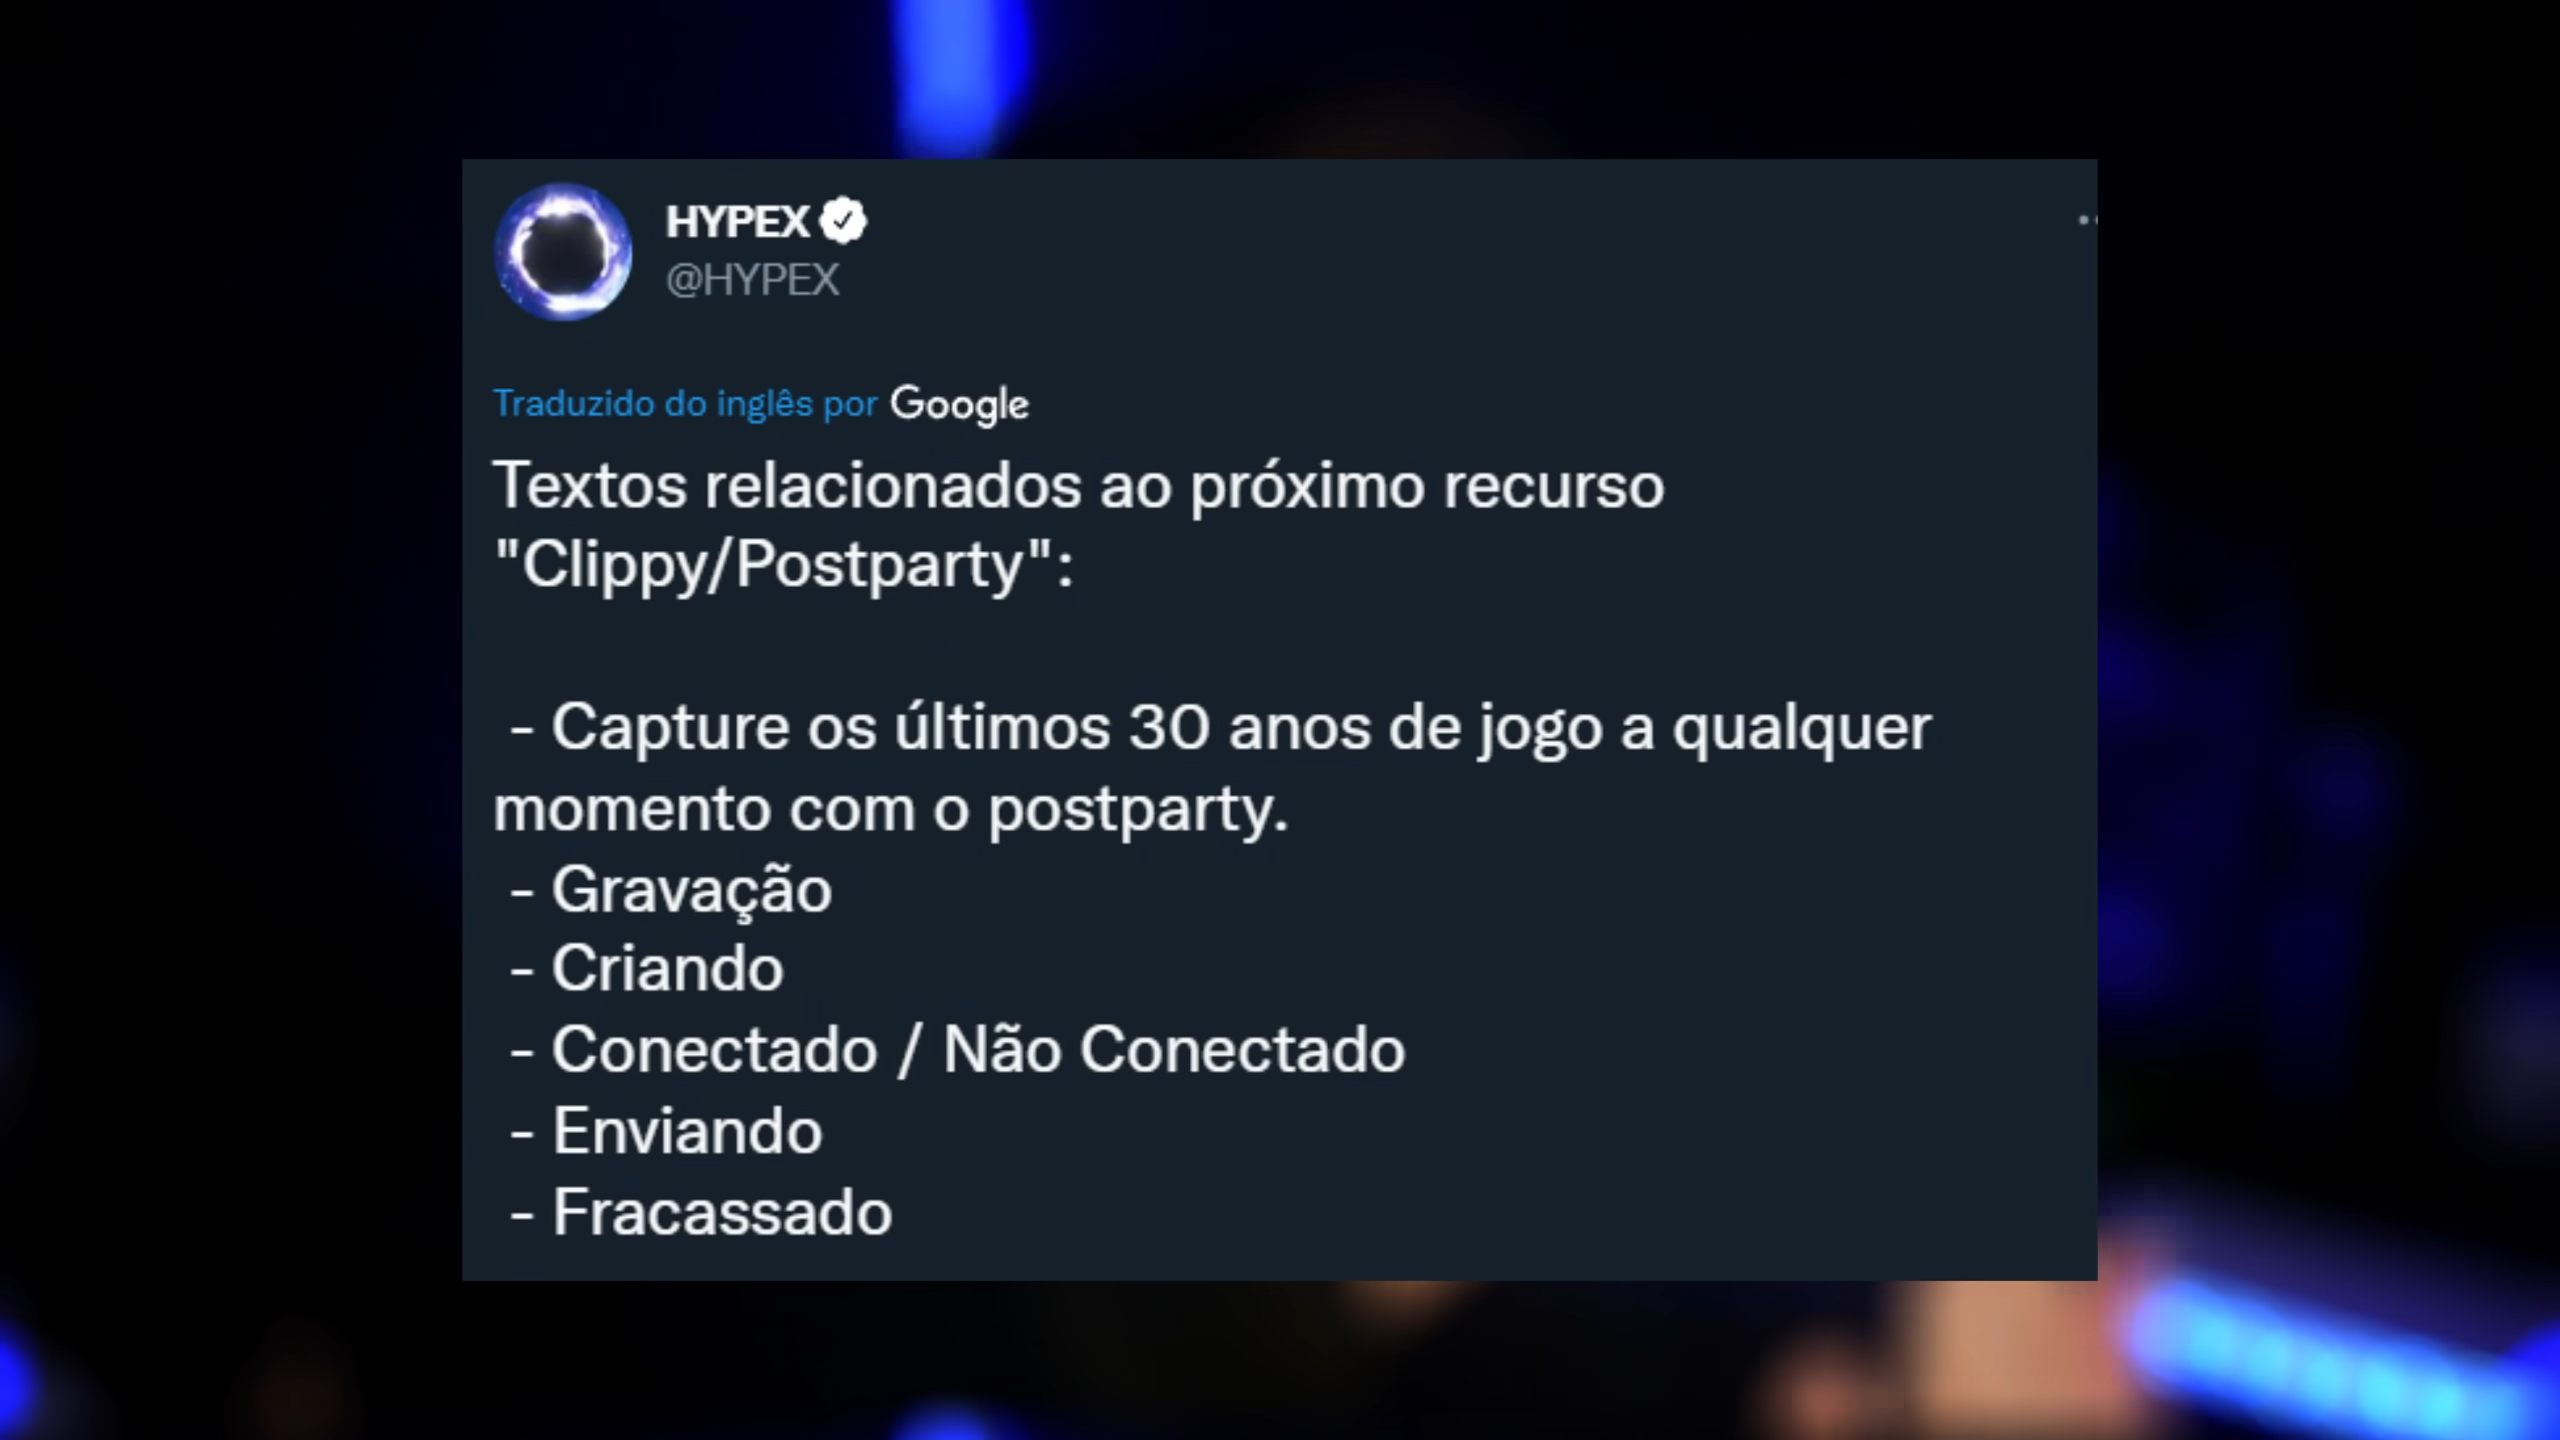 HYPEX
@HYPEX
Traduzido do inglês por Google
Textos relacionados ao próximo recurso
"Clippy/Postparty":
- Capture os últimos 30 anos de jogo a qualquer
momento com o postparty.
- Gravação
- Criando
- Conectado / Não Conectado
- Enviando
- Fracassado